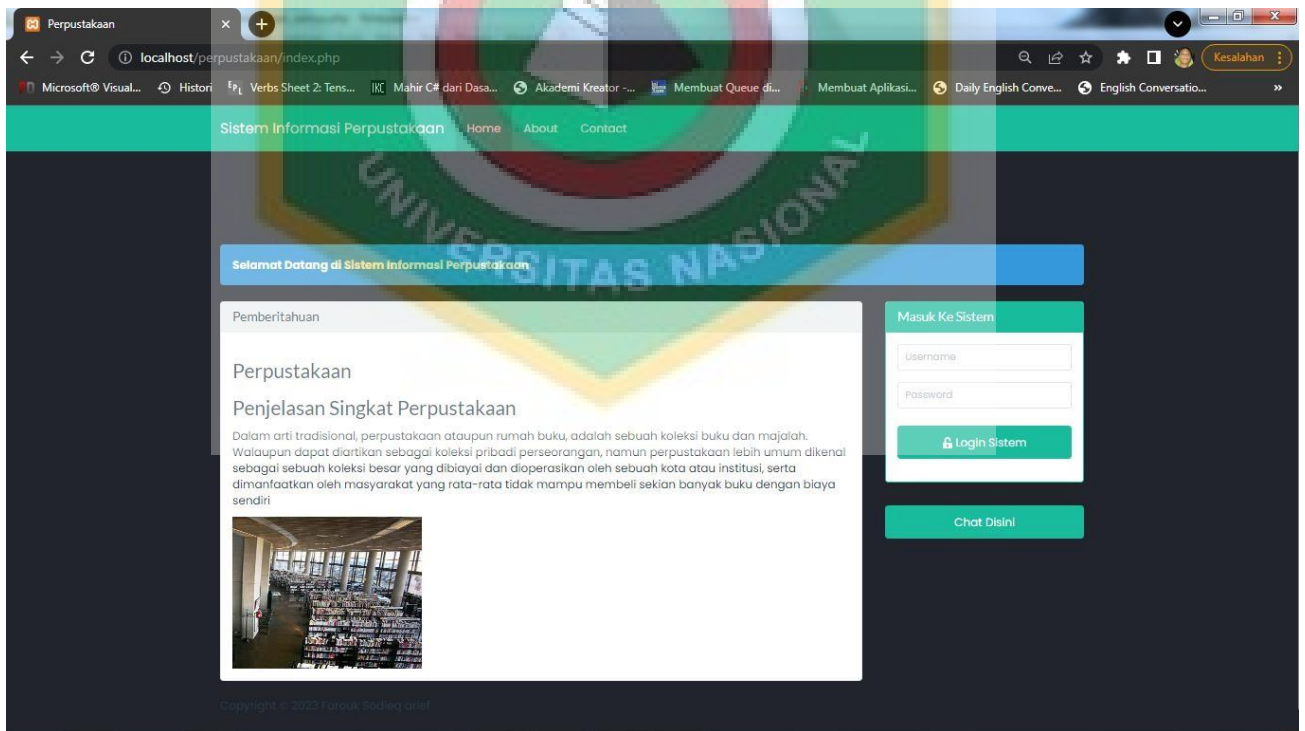 Perpustakaan
localhost/perpustakaan/index.php
Kesalahan
Microsoft® Visual...
Histori
Verbs Sheet 2: Tens...
Mahir C# dari Dasa...
Akademi Kreator -...
Membuat Queue di...
Membuat Aplikasi...
Daily English Conve...
English Conversatio...
Sistem Informasi Perpustakaan Home About Contact
UNIVERSITAS NASIONAL
Selamat Datang di Sistem Informasi Perpustakaan
Pemberitahuan
Perpustakaan
Penjelasan Singkat Perpustakaan
Dalam arti tradisional, perpustakaan ataupun rumah buku, adalah sebuah koleksi buku dan majalah.
Walaupun dapat diartikan sebagai koleksi pribadi perseorangan, namun perpustakaan lebih umum dikenal
sebagai sebuah koleksi besar yang dibiayai dan dioperasikan oleh sebuah kota atau institusi, serta
dimanfaatkan oleh masyarakat yang rata-rata tidak mampu membeli sekian banyak buku dengan biaya
sendiri
Masuk Ke Sistem
Username
Password
Login Sistem
Chat Disini
Copyright © 2023 Farouk Sodieq arief